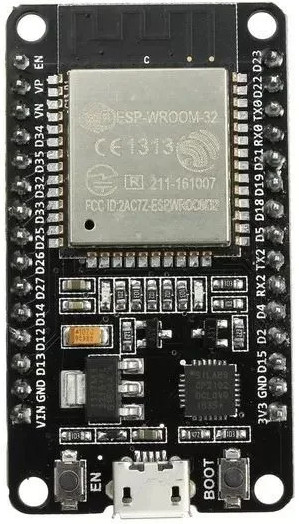 EN
VP
VN
D34
D35
D32
D33
D25
D26
D27
D14
D12
D13
GND
VIN
C
ESP-WROOM-32
CE1313
R 211-161007
FCC ID:2AC7Z-ESPWROOM32
D23
D22
TX0
RX0
D21
D19
D18
D5
TX2
RX2
D4
D2
D15
GND
3V3
EN
BOOT